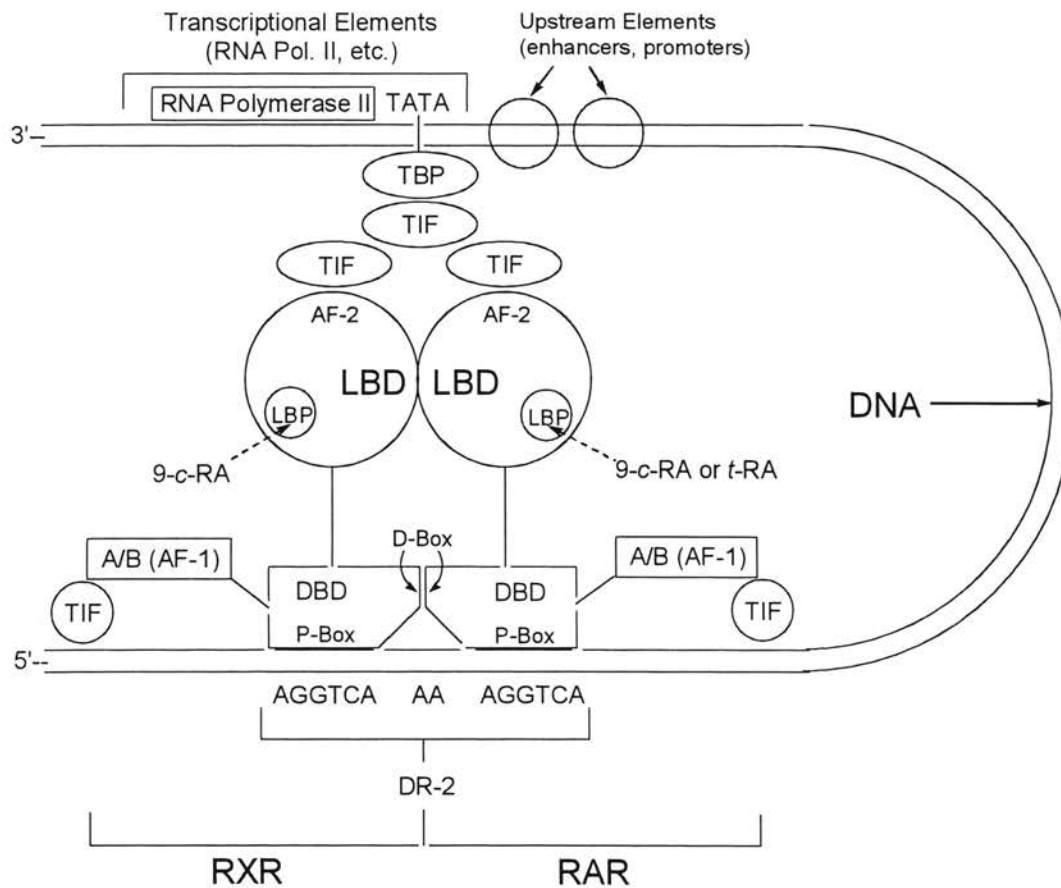 Transcriptional Elements
(RNA Pol. II, etc.)
Upstream Elements
(enhancers, promoters)
RNA Polymerase II
TATA
3'--
TBP
TIF
TIF
TIF
AF-2
AF-2
LBD
LBD
LBP
LBP
DNA
9-c-RA
9-c-RA or t-RA
D-Box
A/B (AF-1)
A/B (AF-1)
TIF
DBD
DBD
TIF
P-Box
P-Box
5'--
AGGTCA AA AGGTCA
DR-2
RXR
RAR